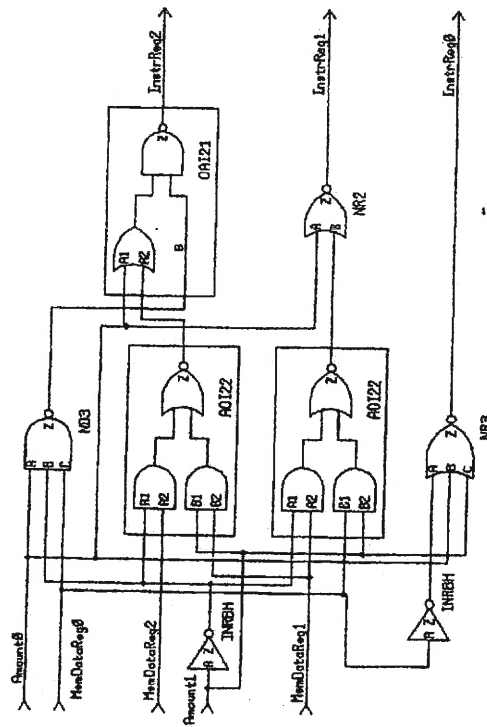 InstrReg2
InstrReg1
InstrReg0
Z
OAI21
A1
A2
B
Z
NR2
A
B
Z
ND3
A
B
C
Z
AOI22
A1
A2
B1
B2
Z
AOI22
A1
A2
B1
B2
Z
NR3
A
B
C
INRBH
A Z
INRBH
A Z
Amount0
MemDataReg0
MemDataReg2
Amount1
MemDataReg1